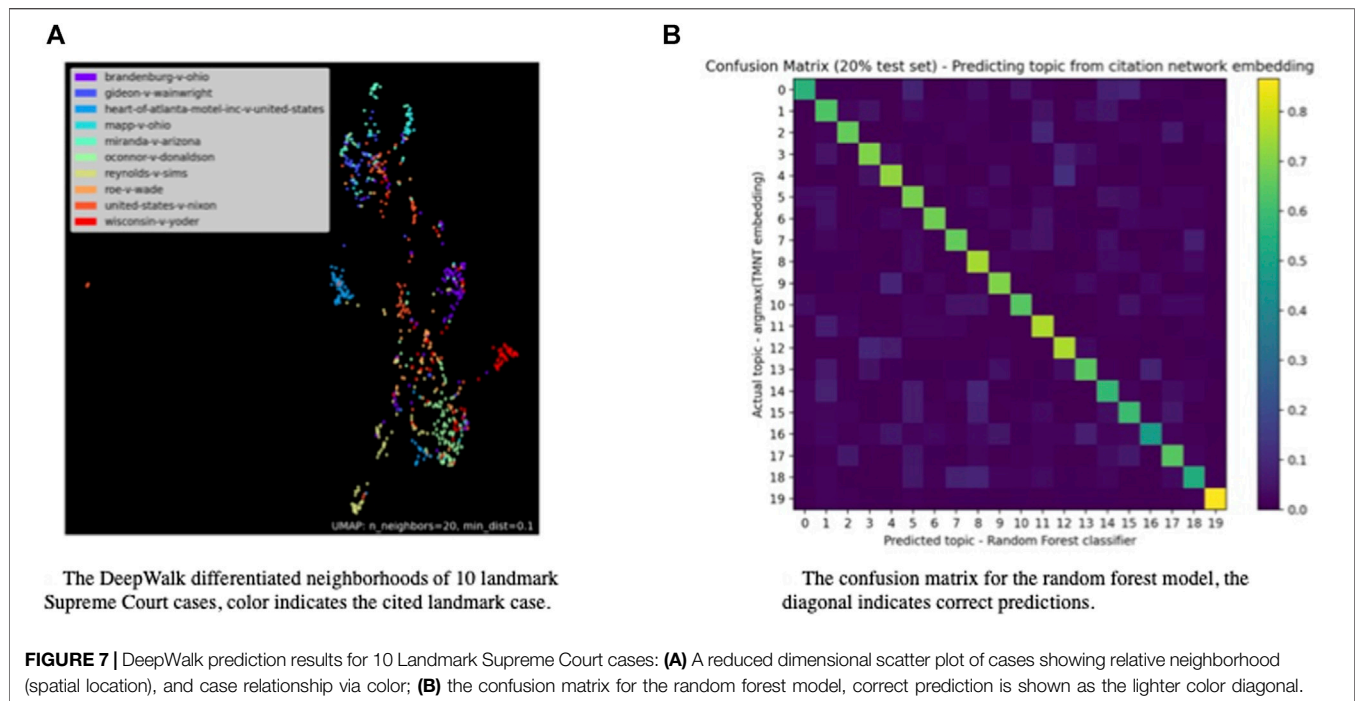 A
brandenburg-v-ohio
gideon-v-wainwright
heart-of-atlanta-motel-inc-v-united-states
mapp-v-ohio
miranda-v-arizona
oconnor-v-donaldson
reynolds-v-sims
roe-v-wade
united-states-v-nixon
wisconsin-v-yoder
UMAP: n_neighbors=20, min_dist=0.1
The DeepWalk differentiated neighborhoods of 10 landmark
Supreme Court cases, color indicates the cited landmark case.
B
Confusion Matrix (20% test set) - Predicting topic from citation network embedding
Actual topic - argmax(TMNT embedding)
0
1
2
3
4
5
6
7
8
9
10
11
12
13
14
15
16
17
18
19
0 1 2 3 4 5 6 7 8 9 10 11 12 13 14 15 16 17 18 19
Predicted topic - Random Forest classifier
0.8
0.7
0.6
0.5
0.4
0.3
0.2
0.1
0.0
The confusion matrix for the random forest model, the
diagonal indicates correct predictions.
FIGURE 7 | DeepWalk prediction results for 10 Landmark Supreme Court cases: (A) A reduced dimensional scatter plot of cases showing relative neighborhood
(spatial location), and case relationship via color; (B) the confusion matrix for the random forest model, correct prediction is shown as the lighter color diagonal.